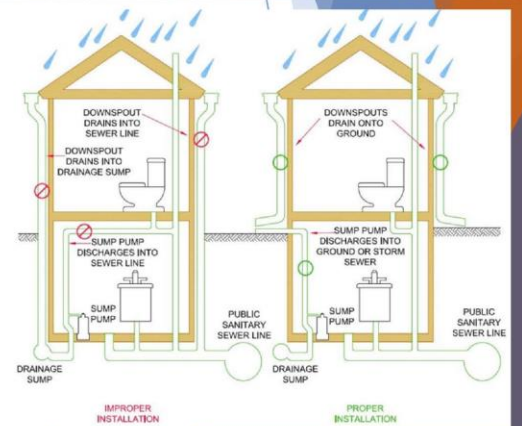 DOWNSPOUT
DRAINS INTO
SEWER LINE
DOWNSPOUT
DRAINS INTO
DRAINAGE SUMP
SUMP PUMP
DISCHARGES INTO
SEWER LINE
SUMP
PUMP
PUBLIC
SANITARY
SEWER LINE
DRAINAGE
SUMP
IMPROPER
INSTALLATION
DOWNSPOUTS
DRAIN ONTO
GROUND
SUMP PUMP
DISCHARGES INTO
GROUND OR STORM
SEWER
SUMP
PUMP
PUBLIC
SANITARY
SEWER LINE
DRAINAGE
SUMP
PROPER
INSTALLATION